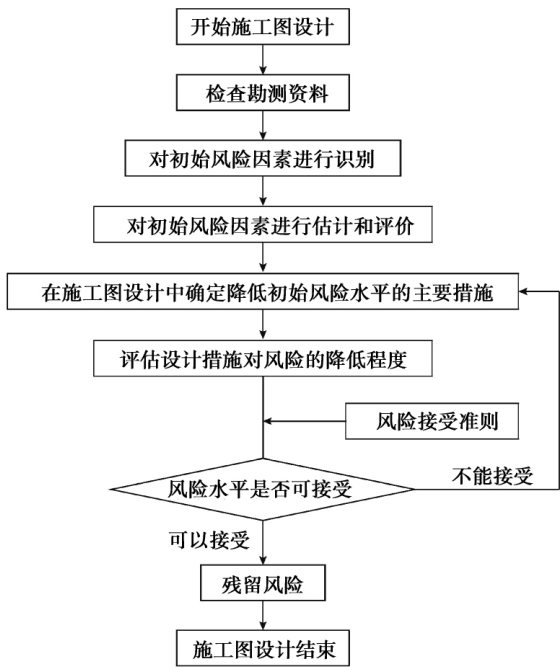 开始施工图设计
检查勘测资料
对初始风险因素进行识别
对初始风险因素进行估计和评价
在施工图设计中确定降低初始风险水平的主要措施
评估设计措施对风险的降低程度
风险接受准则
风险水平是否可接受
不能接受
可以接受
残留风险
施工图设计结束